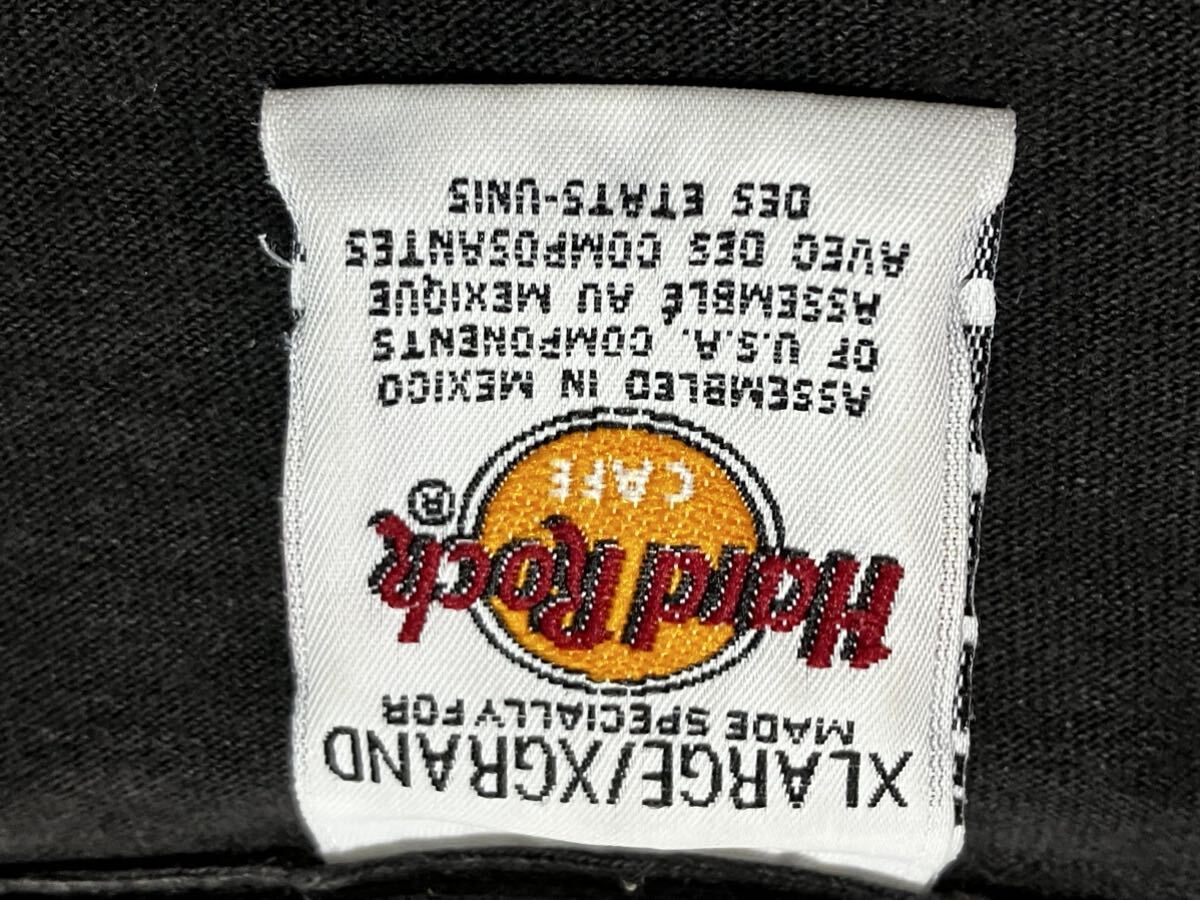 XLARGE/XGRAND
MADE SPECIALLY FOR
Hard Rock ®
CAFE
ASSEMBLED IN MEXICO
OF U.S.A. COMPONENTS
ASSEMBLÉ AU MEXIQUE
AVEC DES COMPOSANTES
DES ETATS-UNIS